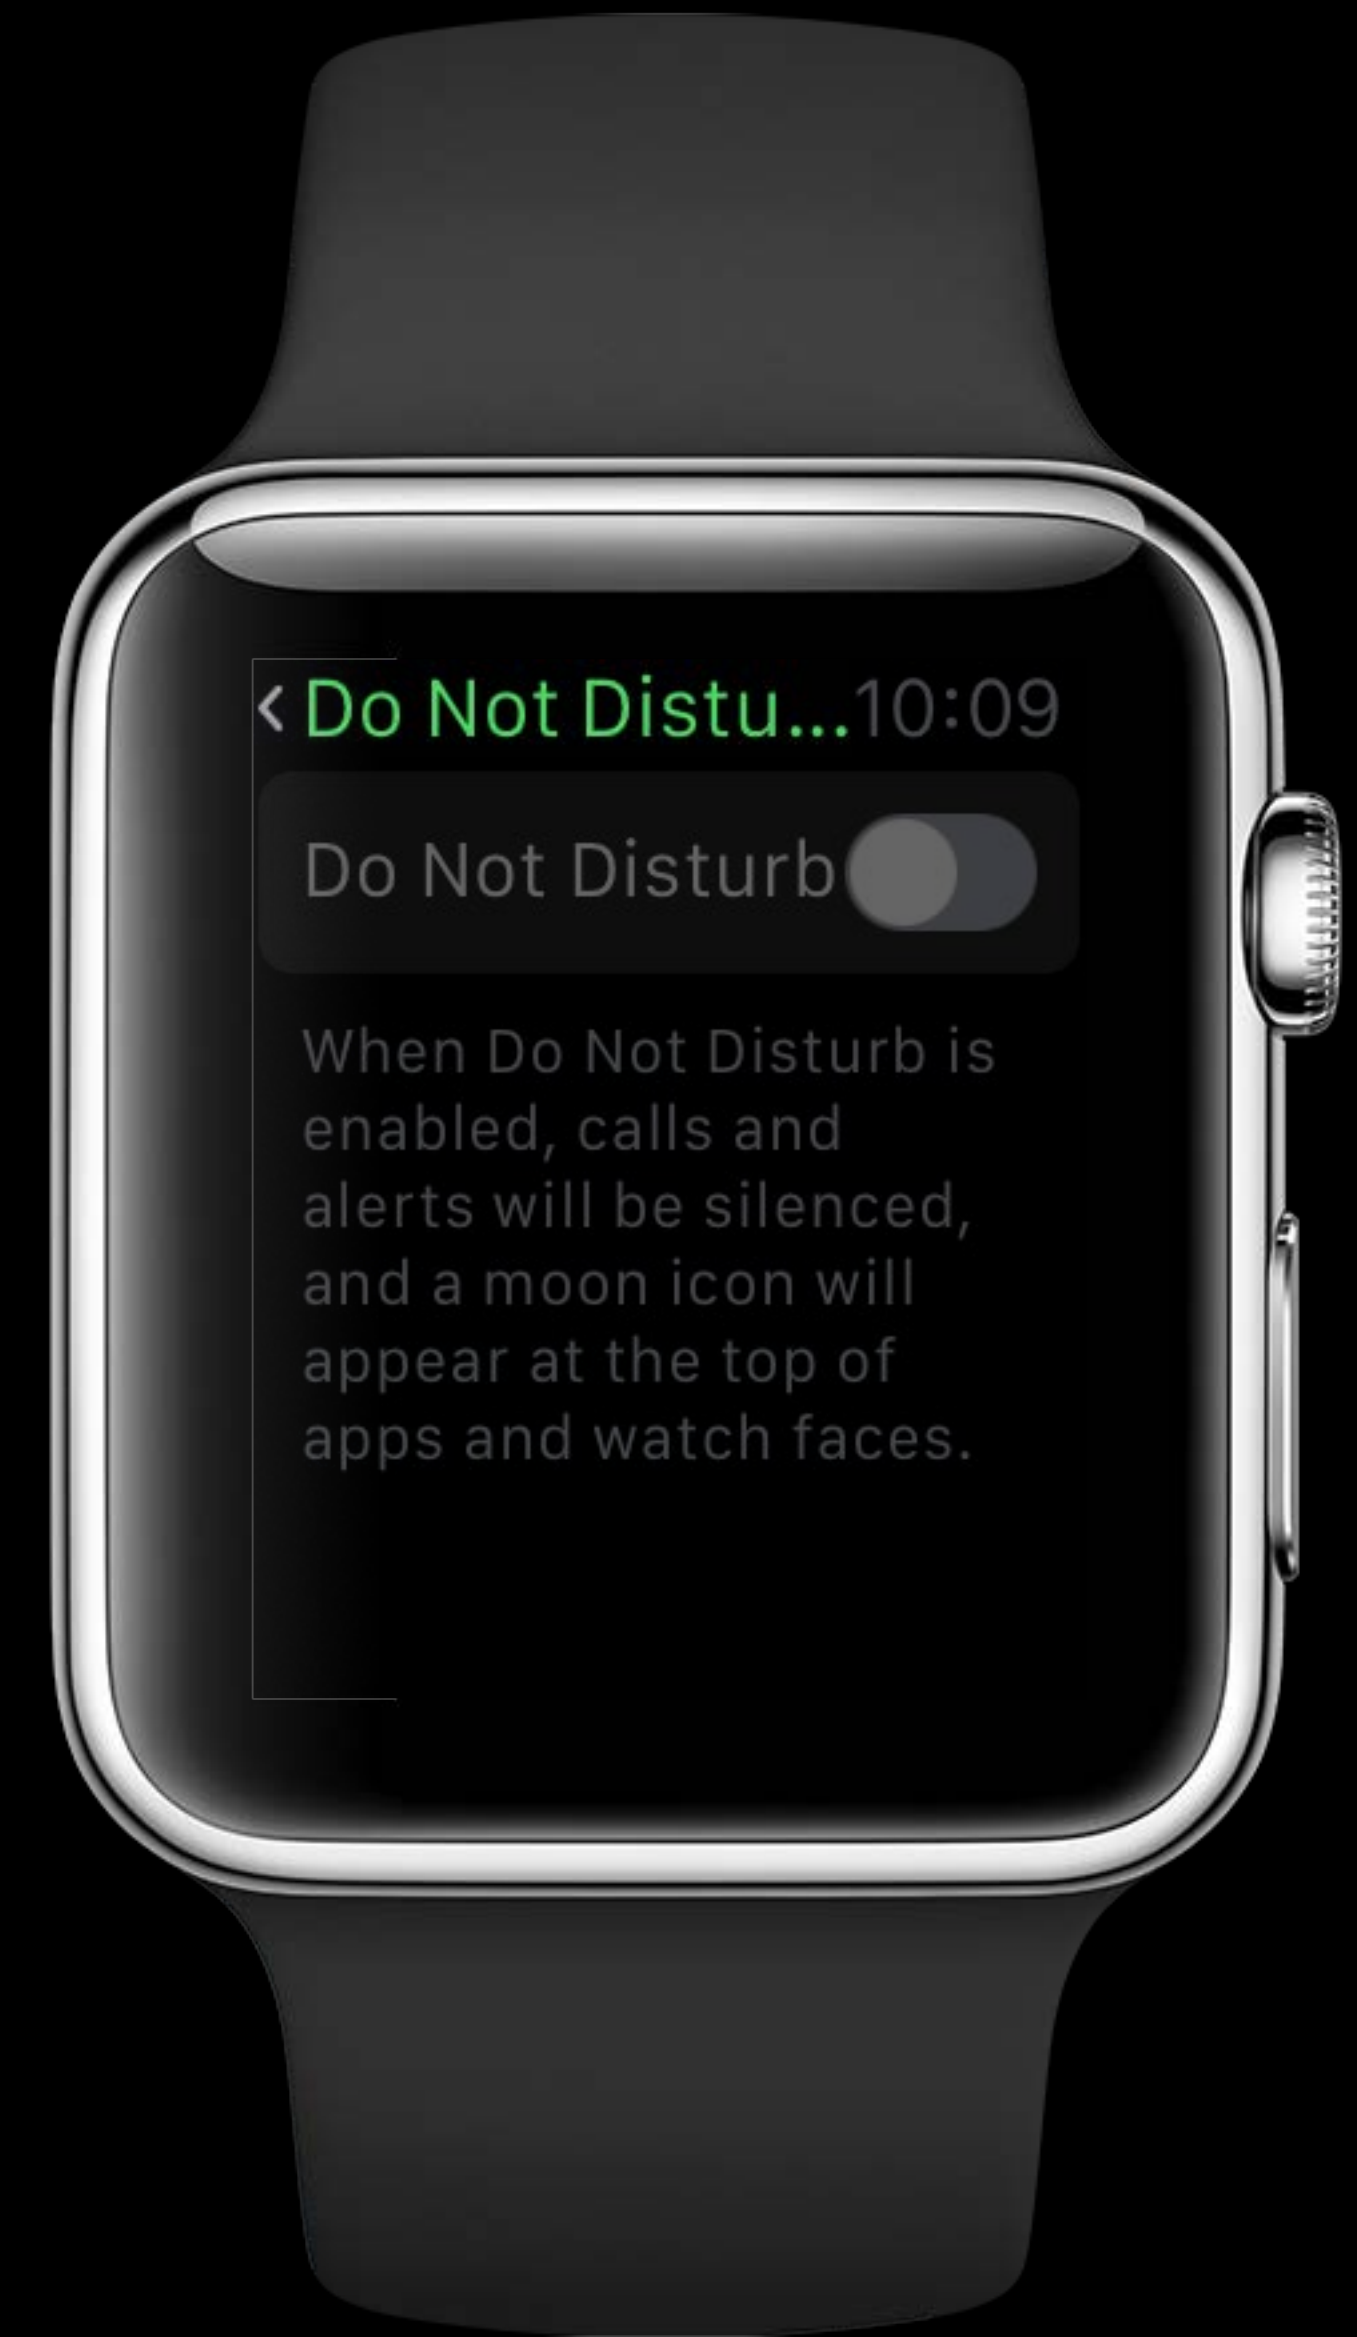 Do Not Distu... 10:09
Do Not Disturb
When Do Not Disturb is
enabled, calls and
alerts will be silenced,
and a moon icon will
appear at the top of
apps and watch faces.